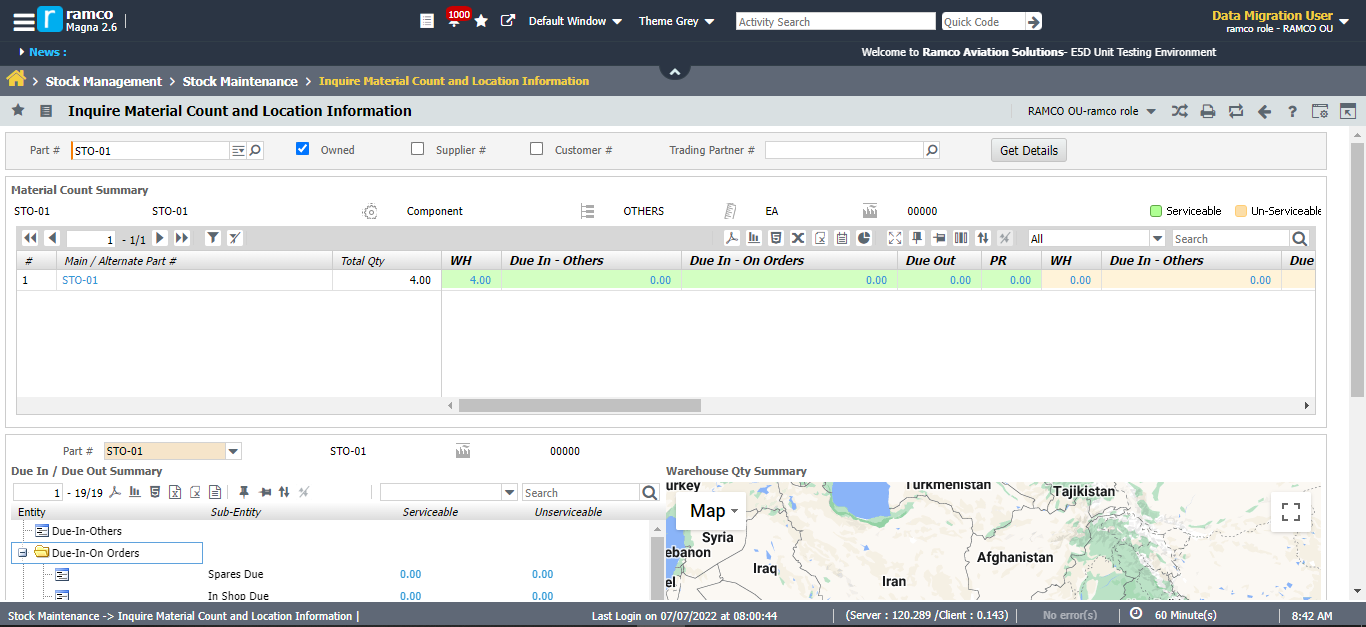 ramco
Magna 2.6
1000
Default Window
Theme Grey
Activity Search
Quick Code
Data Migration User
ramco role - RAMCO OU
News :
Welcome to Ramco Aviation Solutions- E5D Unit Testing Environment
Stock Management > Stock Maintenance > Inquire Material Count and Location Information
Inquire Material Count and Location Information
RAMCO OU-ramco role
Part # STO-01 Owned Supplier # Customer # Trading Partner # Get Details
Material Count Summary
STO-01 STO-01 Component OTHERS EA 00000 Serviceable Un-Serviceable
1 - 1/1 All Search
# Main / Alternate Part # Total Qty WH Due In - Others Due In - On Orders Due Out PR WH Due In - Others Due
1 STO-01 4.00 4.00 0.00 0.00 0.00 0.00 0.00 0.00
Part # STO-01 STO-01 00000
Due In / Due Out Summary
1 - 19/19 Search
Entity Sub-Entity Serviceable Unserviceable
Due-In-Others
Due-In-On Orders
Spares Due 0.00 0.00
In Shop Due 0.00 0.00
Warehouse Qty Summary
Map
urkey
Turkmenistan
Tajikistan
Syria
ebanon
Iraq
Iran
Afghanistan
el
Stock Maintenance -> Inquire Material Count and Location Information |
Last Login on 07/07/2022 at 08:00:44
(Server : 120.289 /Client : 0.143)
No error(s)
60 Minute(s)
8:42 AM